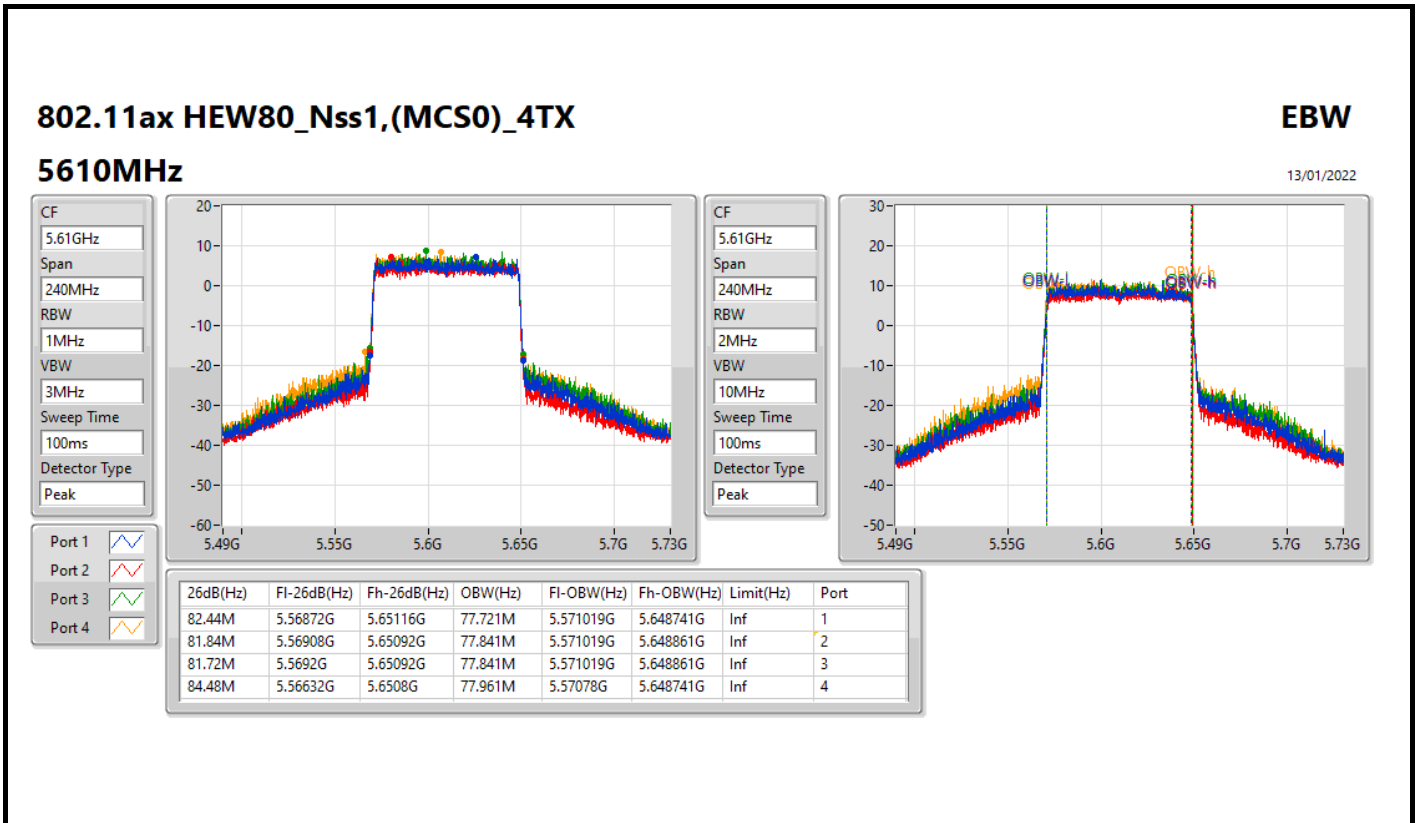 802.11ax HEW80_Nss1,(MCS0)_4TX
EBW
5610MHz
13/01/2022
CF
5.61GHz
Span
240MHz
RBW
1MHz
VBW
3MHz
Sweep Time
100ms
Detector Type
Peak
20
10
0
-10
-20
-30
-40
-50
-60
5.49G 5.55G 5.6G 5.65G 5.7G 5.73G
CF
5.61GHz
Span
240MHz
RBW
2MHz
VBW
10MHz
Sweep Time
100ms
Detector Type
Peak
30
20
10
0
-10
-20
-30
-40
-50
OBW-l
OBW-h
OBW-h
5.49G 5.55G 5.6G 5.65G 5.7G 5.73G
Port 1
Port 2
Port 3
Port 4
26dB(Hz) Fl-26dB(Hz) Fh-26dB(Hz) OBW(Hz) Fl-OBW(Hz) Fh-OBW(Hz) Limit(Hz) Port
82.44M 5.56872G 5.65116G 77.721M 5.571019G 5.648741G Inf 1
81.84M 5.56908G 5.65092G 77.841M 5.571019G 5.648861G Inf 2
81.72M 5.5692G 5.65092G 77.841M 5.571019G 5.648861G Inf 3
84.48M 5.56632G 5.6508G 77.961M 5.57078G 5.648741G Inf 4